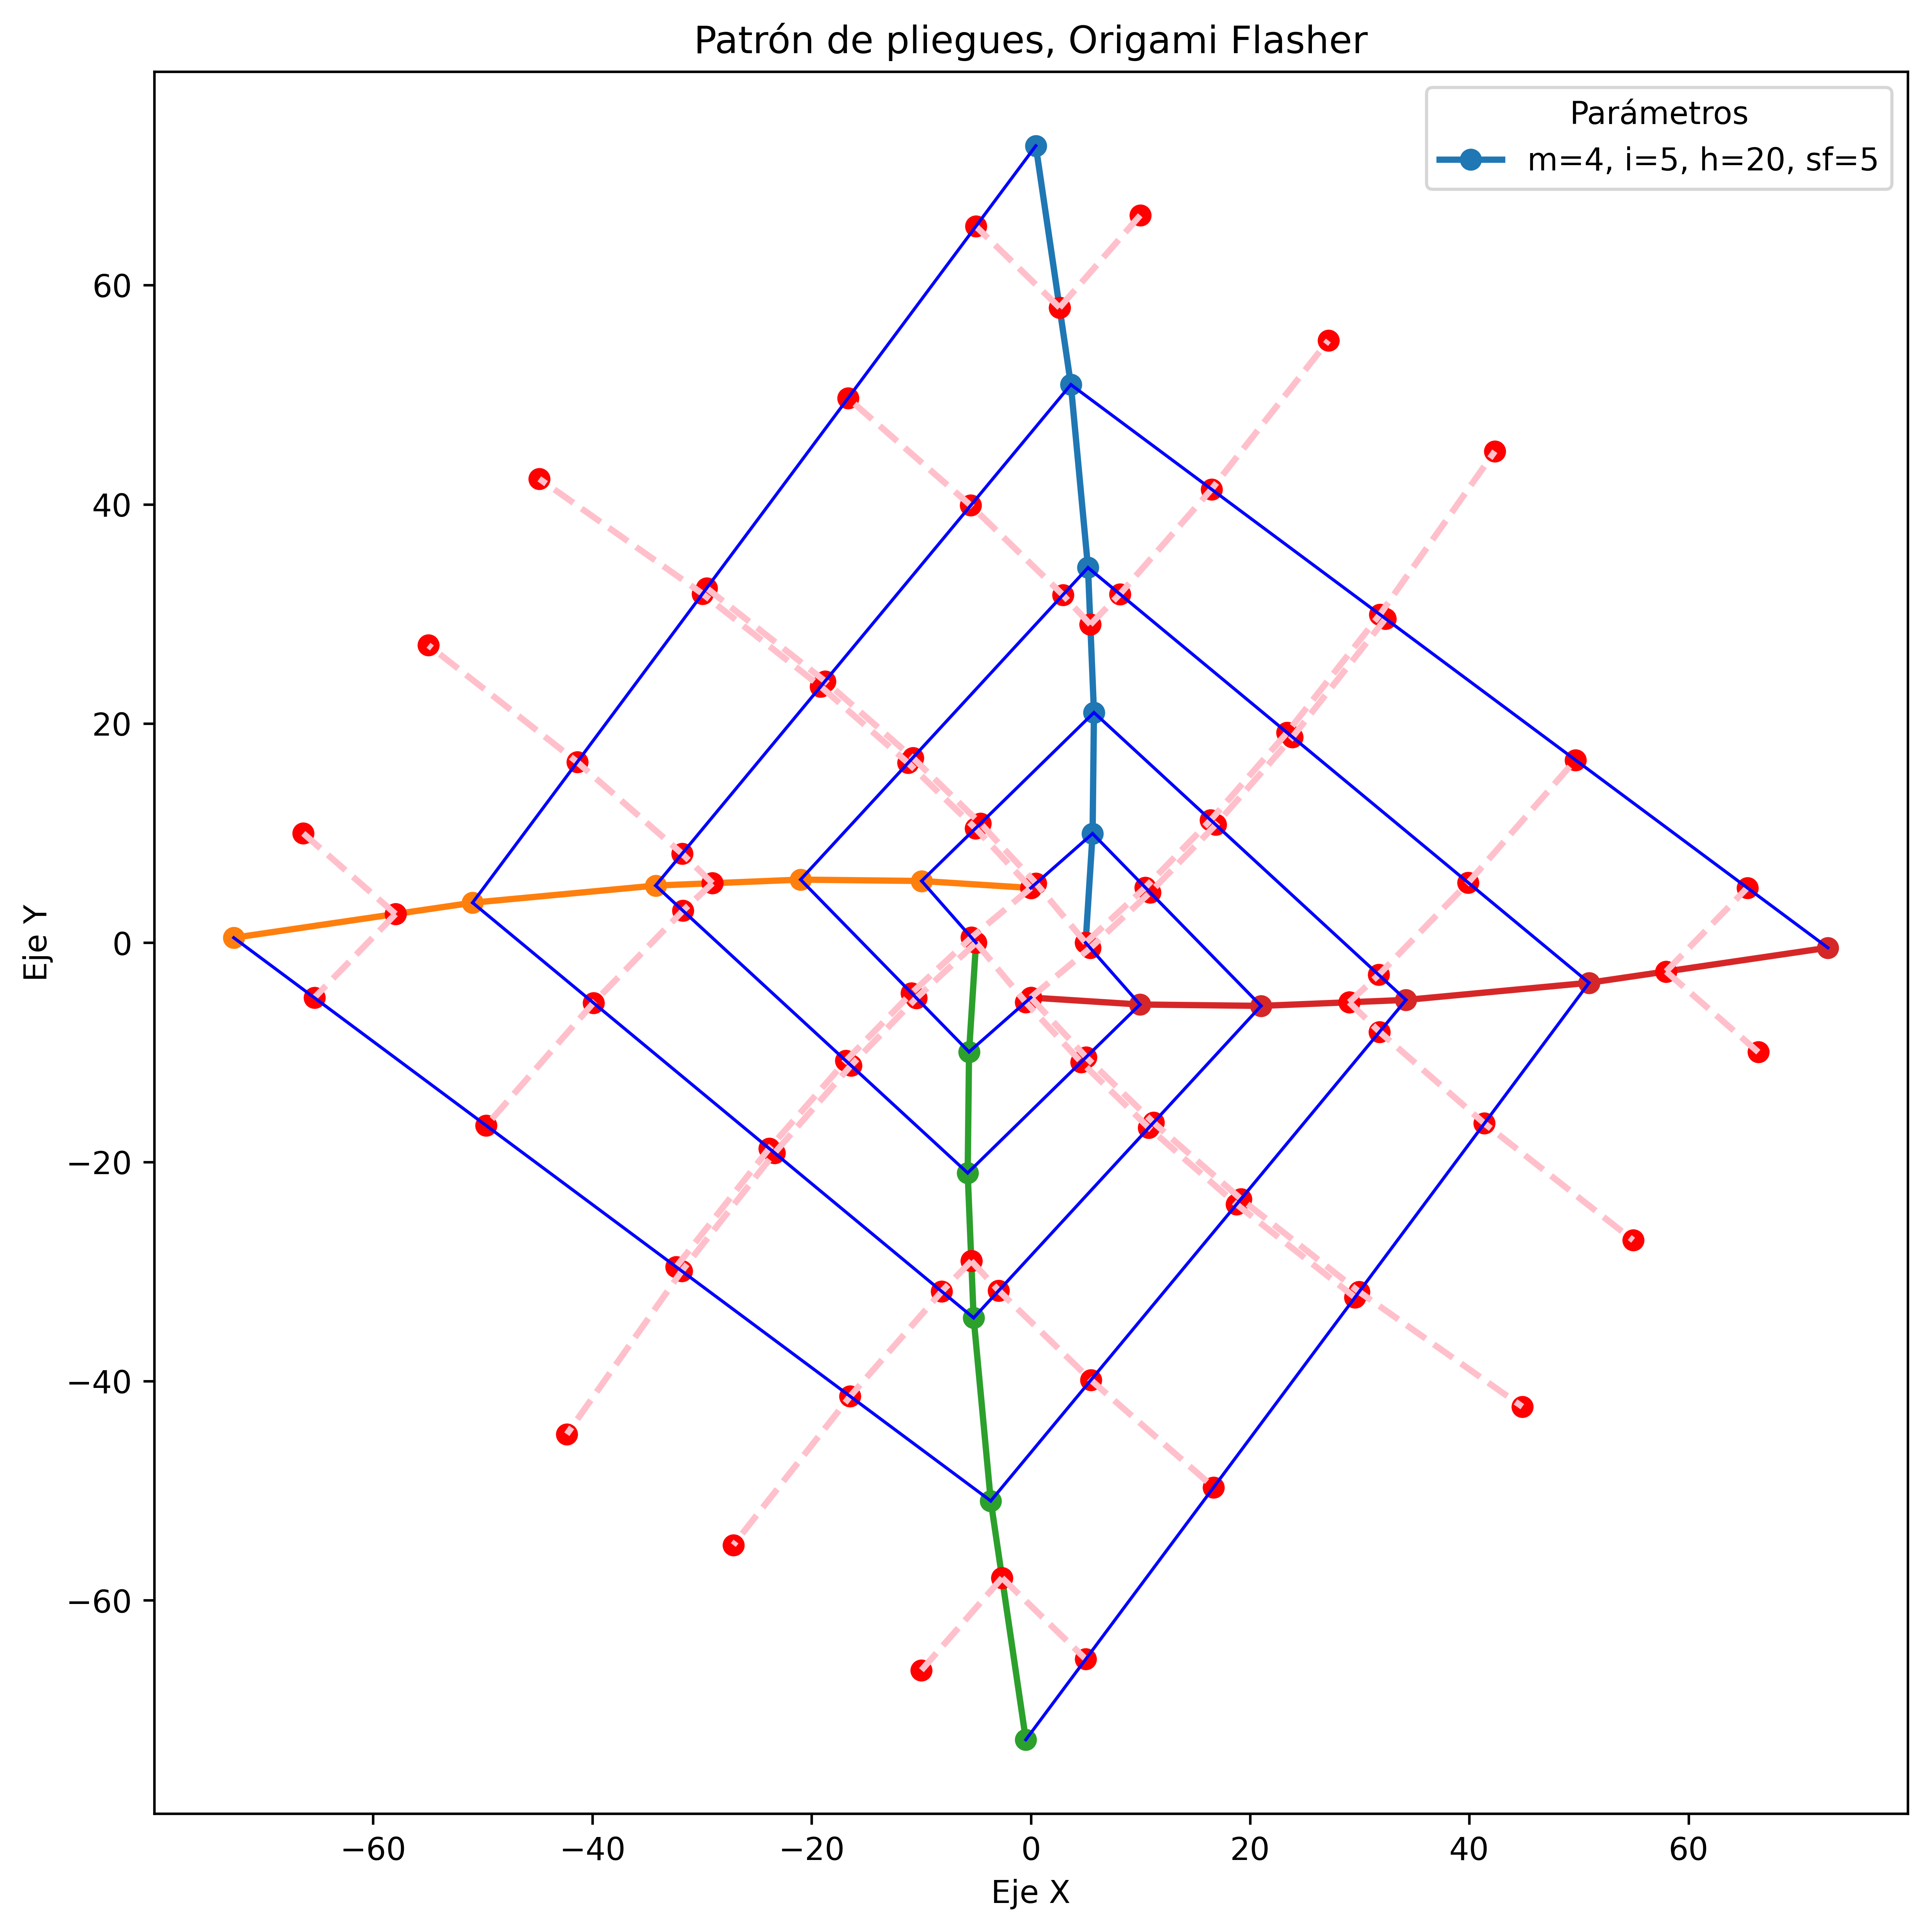 Patrón de pliegues, Origami Flasher
Parámetros
m=4, i=5, h=20, sf=5
60
40
20
0
−20
−40
−60
Eje Y
−60 −40 −20 0 20 40 60
Eje X